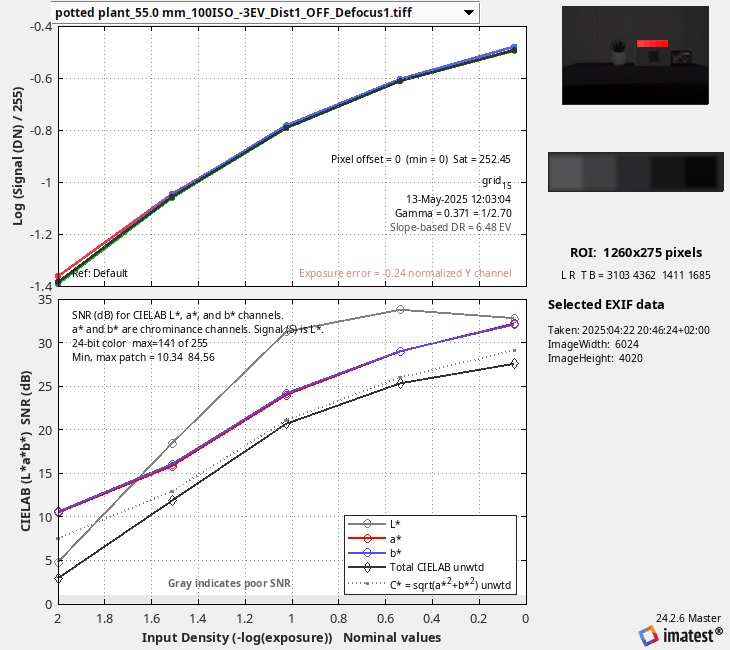 potted plant_55.0 mm_100ISO_-3EV_Dist1_OFF_Defocus1.tiff
-0.4
-0.6
-0.8
-1
-1.2
-1.4
Log (Signal (DN) / 255)
Pixel offset = 0 (min = 0) Sat = 252.45
grid15
13-May-2025 12:03:04
Gamma = 0.371 = 1/2.70
Slope-based DR = 6.48 EV
Ref: Default
Exposure error = -0.24 normalized Y channel
ROI: 1260x275 pixels
L R T B = 3103 4362 1411 1685
Selected EXIF data
Taken: 2025:04:22 20:46:24+02:00
ImageWidth: 6024
ImageHeight: 4020
35
30
25
20
15
10
5
0
CIELAB (L*a*b*) SNR (dB)
SNR (dB) for CIELAB L*, a*, and b* channels.
a* and b* are chrominance channels. Signal (S) is L*.
24-bit color max=141 of 255
Min, max patch = 10.34 84.56
L*
a*
b*
Total CIELAB unwtd
C* = sqrt(a*2+b*2) unwtd
Gray indicates poor SNR
2 1.8 1.6 1.4 1.2 1 0.8 0.6 0.4 0.2 0
Input Density (-log(exposure)) Nominal values
24.2.6 Master
imatest®